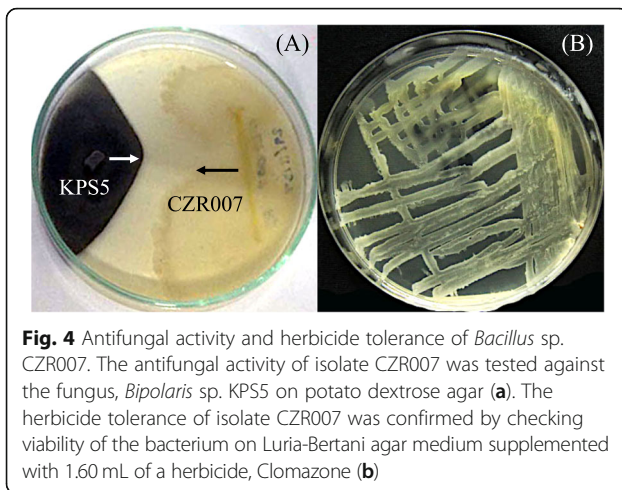 (A)
(B)
KPS5
CZR007
Fig. 4 Antifungal activity and herbicide tolerance of Bacillus sp.
CZR007. The antifungal activity of isolate CZR007 was tested against
the fungus, Bipolaris sp. KPS5 on potato dextrose agar (a). The
herbicide tolerance of isolate CZR007 was confirmed by checking
viability of the bacterium on Luria-Bertani agar medium supplemented
with 1.60 mL of a herbicide, Clomazone (b)